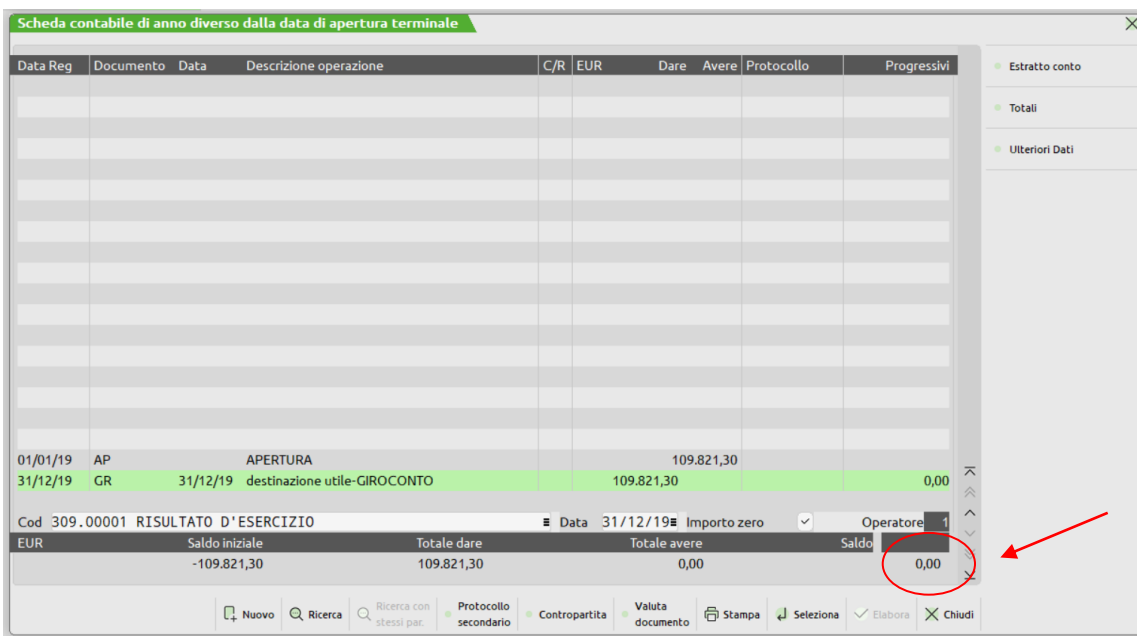 Scheda contabile di anno diverso dalla data di apertura terminale
Data Reg Documento Data Descrizione operazione C/R EUR Dare Avere Protocollo Progressivi
01/01/19 AP APERTURA 109.821,30
31/12/19 GR 31/12/19 destinazione utile-GIROCONTO 109.821,30 0,00
Cod 309.00001 RISULTATO D'ESERCIZIO Data 31/12/19 Importo zero Operatore 1
EUR Saldo iniziale Totale dare Totale avere Saldo
-109.821,30 109.821,30 0,00 0,00
Nuovo Ricerca Ricerca con stessi par. Protocollo secondario Contropartita Valuta documento Stampa Seleziona Elabora Chiudi
Estratto conto
Totali
Ulteriori Dati